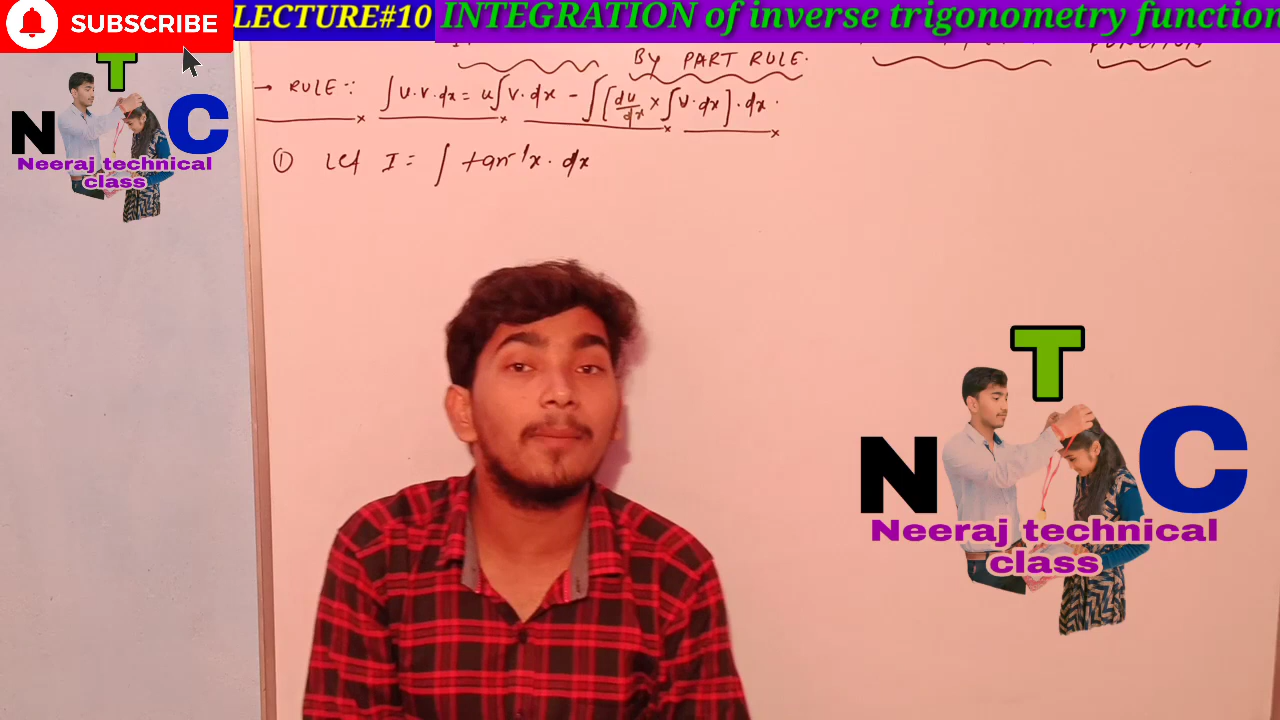 SUBSCRIBE
LECTURE#10 INTEGRATION of inverse trigonometry function
BY PART RULE.
FUNCTION
→ RULE :: ∫u.v.dx = u∫v.dx - ∫[du/dx × ∫v.dx].dx.
① Let I = ∫ tan⁻¹x. dx
T
N C
Neeraj technical
class
T
N C
Neeraj technical
class